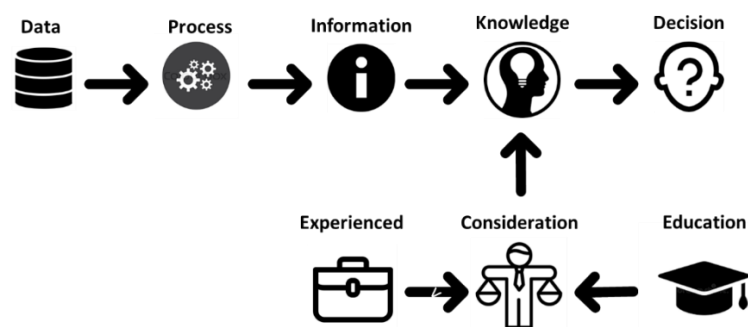 Data
Process
Information
Knowledge
Decision
Experienced
Consideration
Education